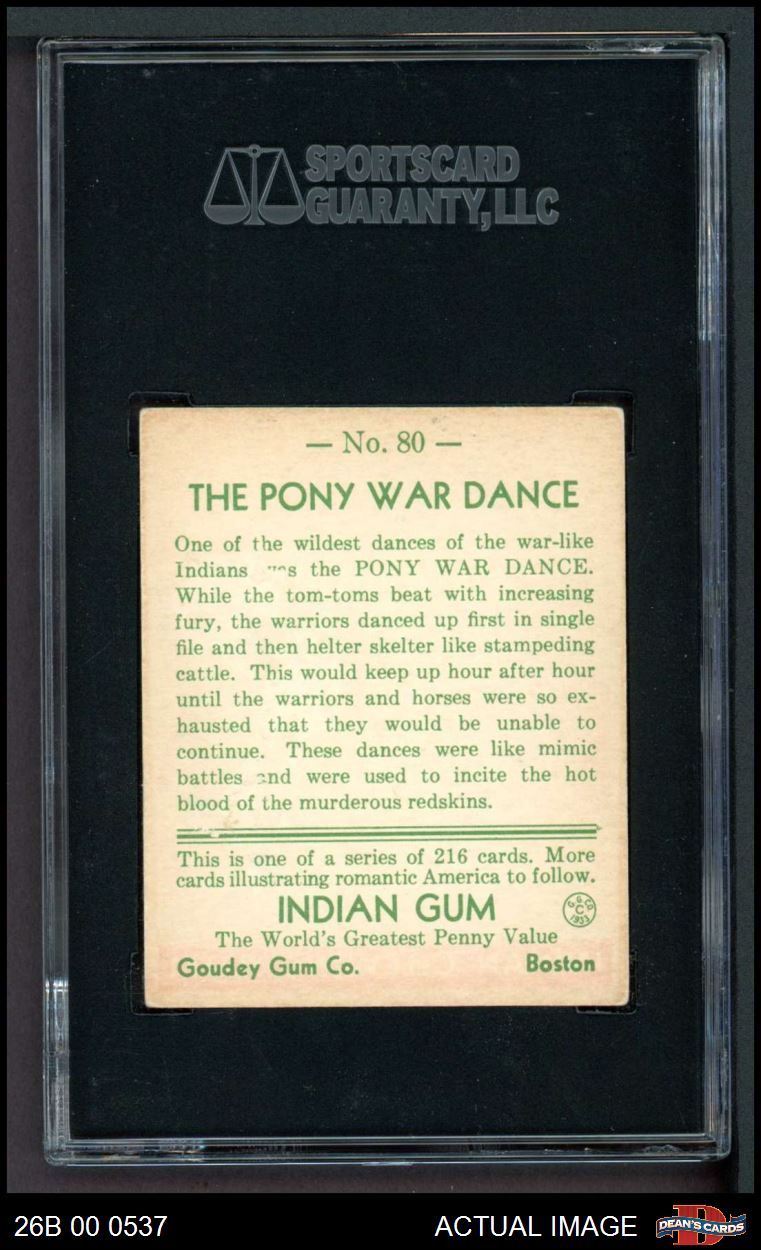 SPORTSCARD
GUARANTY, LLC
— No. 80 —
THE PONY WAR DANCE
One of the wildest dances of the war-like
Indians the PONY WAR DANCE.
While the tom-toms beat with increasing
fury, the warriors danced up first in single
file and then helter skelter like stampeding
cattle. This would keep up hour after hour
until the warriors and horses were so ex-
hausted that they would be unable to
continue. These dances were like mimic
battles and were used to incite the hot
blood of the murderous redskins.
This is one of a series of 216 cards. More
cards illustrating romantic America to follow.
INDIAN GUM
G. G. CO
C
1933
The World's Greatest Penny Value
Goudey Gum Co. Boston
26B 00 0537 ACTUAL IMAGE DEAN'S CARDS